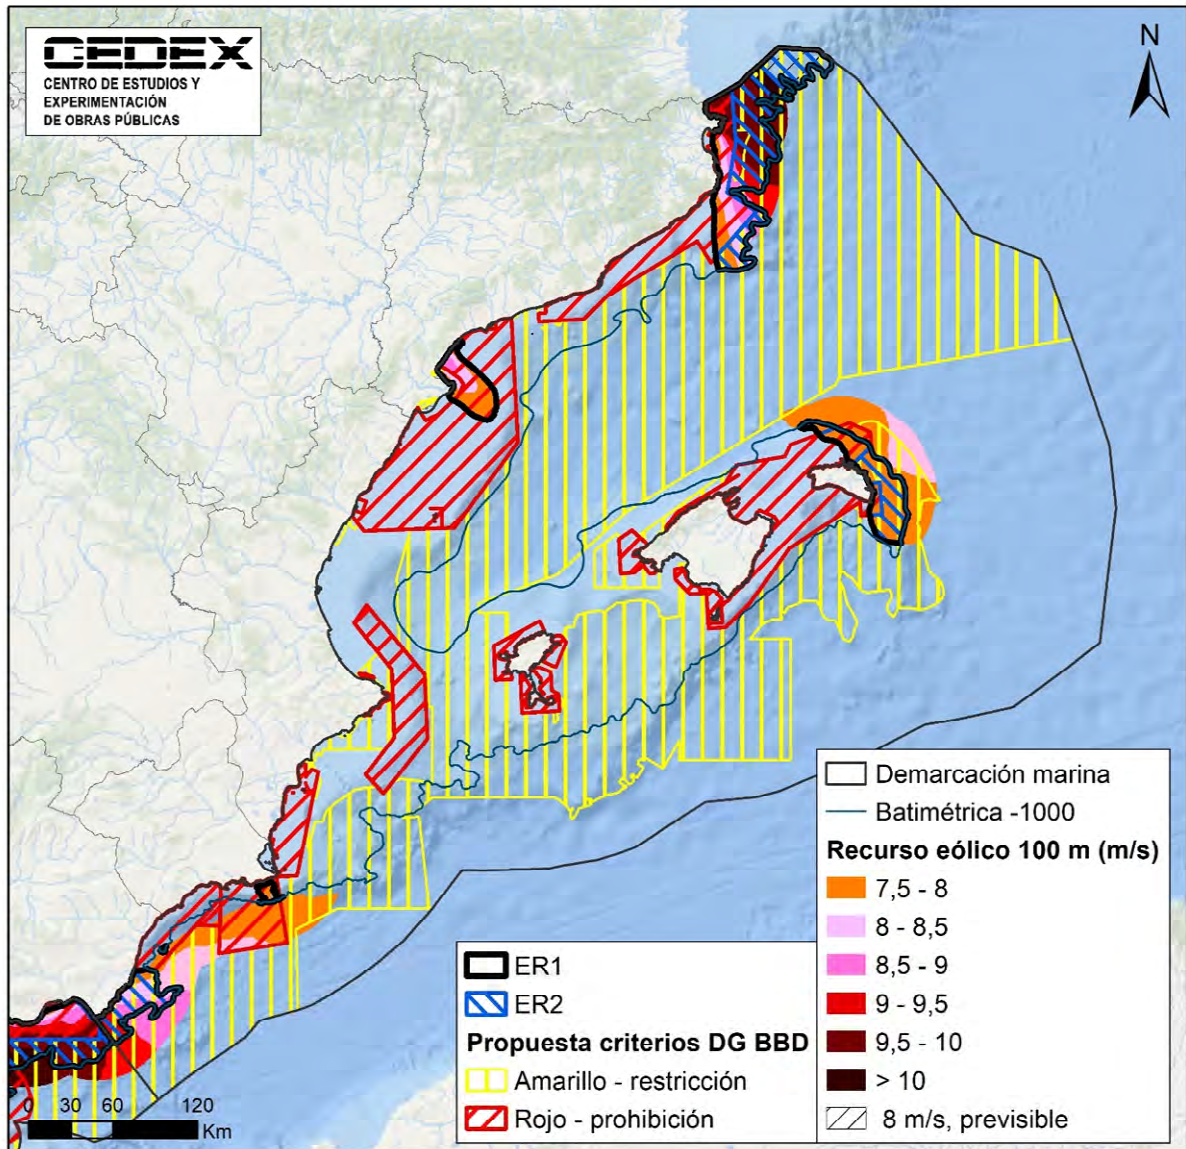 CEDEX
CENTRO DE ESTUDIOS Y
EXPERIMENTACIÓN
DE OBRAS PÚBLICAS
N
Demarcación marina
Batimétrica -1000
Recurso eólico 100 m (m/s)
7,5 - 8
8 - 8,5
8,5 - 9
9 - 9,5
9,5 - 10
> 10
8 m/s, previsible
ER1
ER2
Propuesta criterios DG BBD
Amarillo - restricción
Rojo - prohibición
0 30 60 120
Km